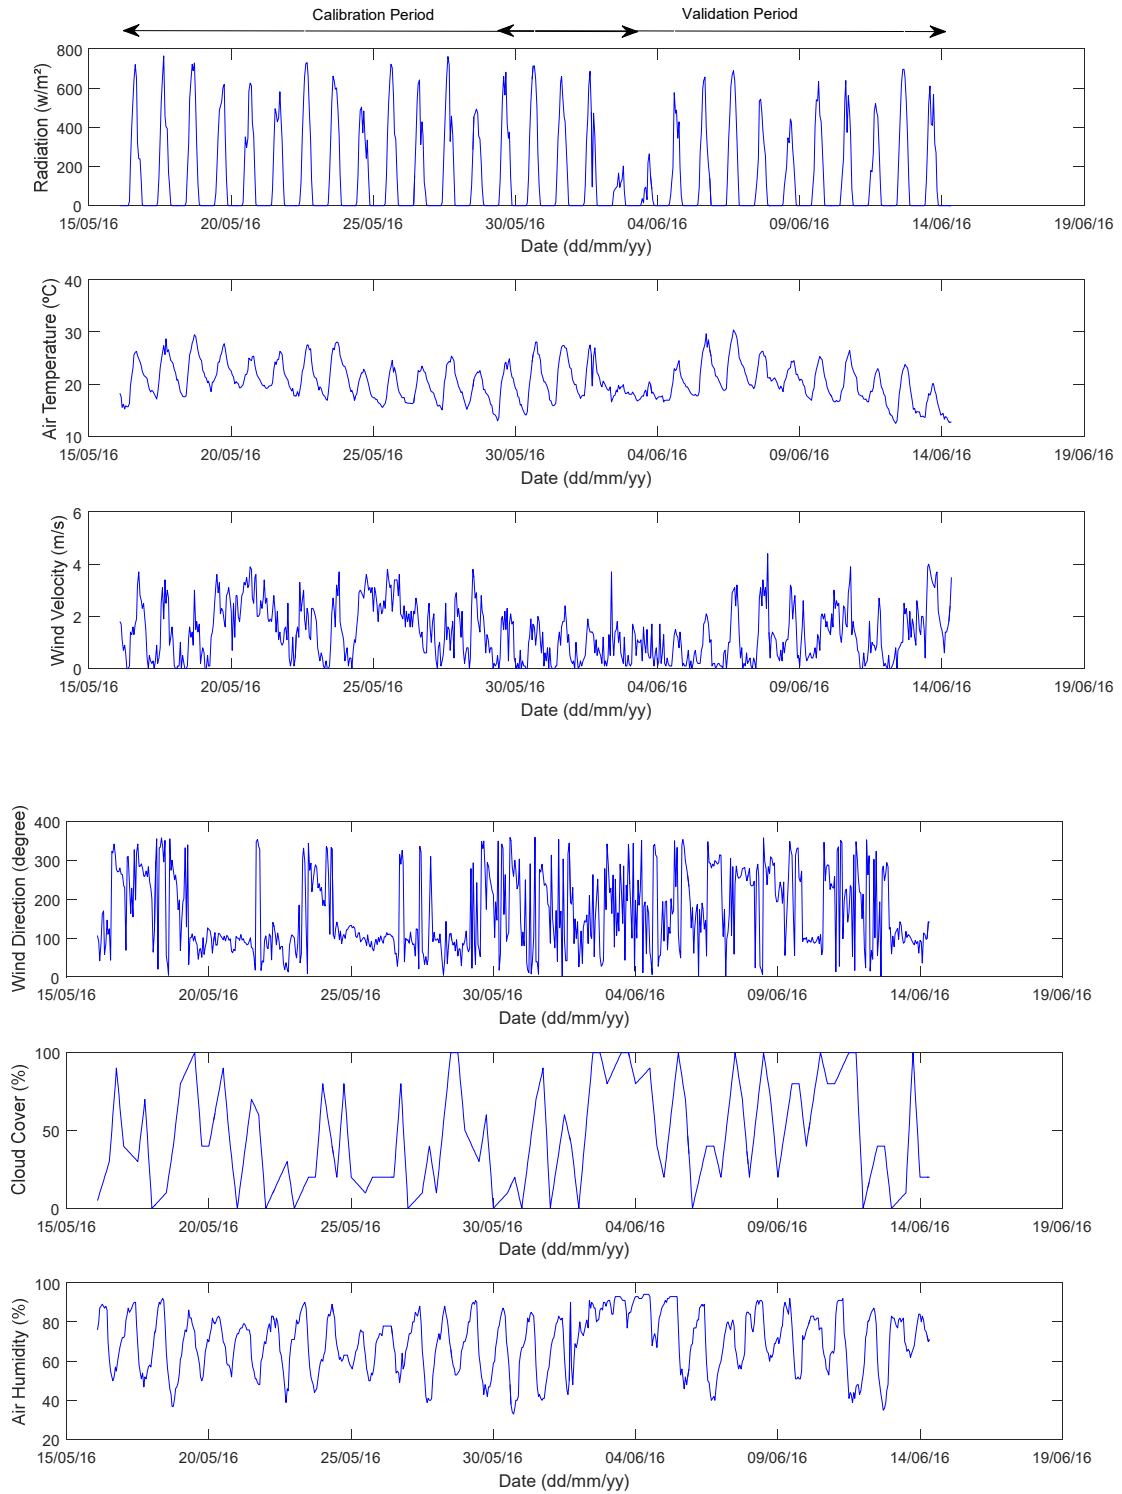 Calibration Period Validation Period
800
600
400
200
0
Radiation (w/m²)
15/05/16 20/05/16 25/05/16 30/05/16 04/06/16 09/06/16 14/06/16 19/06/16
Date (dd/mm/yy)
40
30
20
10
Air Temperature (ºC)
15/05/16 20/05/16 25/05/16 30/05/16 04/06/16 09/06/16 14/06/16 19/06/16
Date (dd/mm/yy)
6
4
2
0
Wind Velocity (m/s)
15/05/16 20/05/16 25/05/16 30/05/16 04/06/16 09/06/16 14/06/16 19/06/16
Date (dd/mm/yy)
400
300
200
100
0
Wind Direction (degree)
15/05/16 20/05/16 25/05/16 30/05/16 04/06/16 09/06/16 14/06/16 19/06/16
Date (dd/mm/yy)
100
50
0
Cloud Cover (%)
15/05/16 20/05/16 25/05/16 30/05/16 04/06/16 09/06/16 14/06/16 19/06/16
Date (dd/mm/yy)
100
80
60
40
20
Air Humidity (%)
15/05/16 20/05/16 25/05/16 30/05/16 04/06/16 09/06/16 14/06/16 19/06/16
Date (dd/mm/yy)